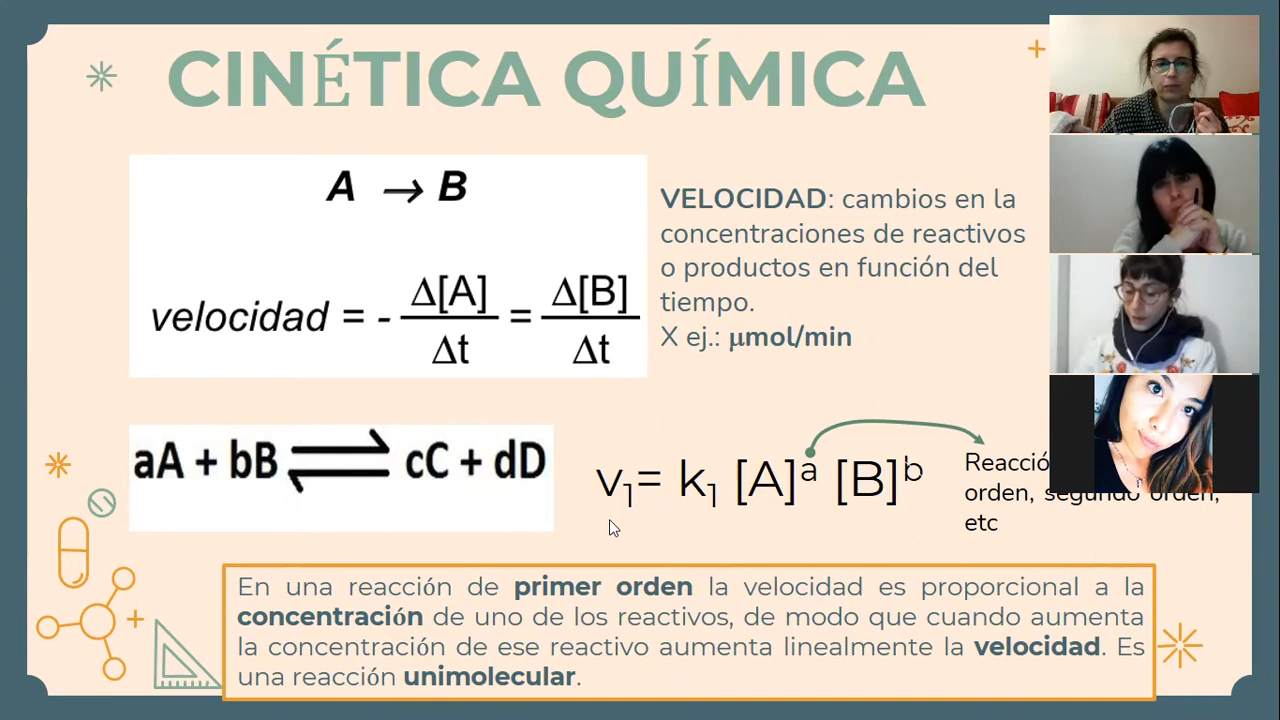 CINÉTICA QUÍMICA
A → B
velocidad = - Δ[A]/Δt = Δ[B]/Δt
VELOCIDAD: cambios en la
concentraciones de reactivos
o productos en función del
tiempo.
X ej.: μmol/min
aA + bB ⇌ cC + dD
v₁= k₁ [A]ᵃ [B]ᵇ
Reacció
orden, segundo orden,
etc
En una reacción de primer orden la velocidad es proporcional a la
concentración de uno de los reactivos, de modo que cuando aumenta
la concentración de ese reactivo aumenta linealmente la velocidad. Es
una reacción unimolecular.